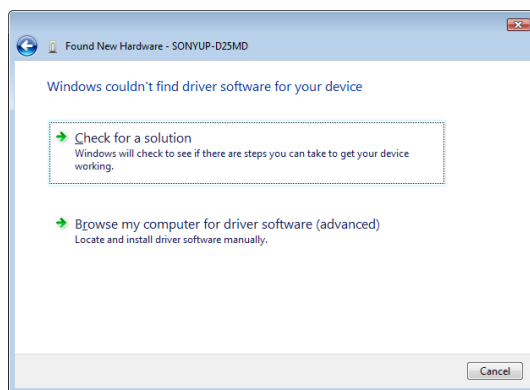 Found New Hardware - SONYUP-D25MD
Windows couldn't find driver software for your device
Check for a solution
Windows will check to see if there are steps you can take to get your device
working.
Browse my computer for driver software (advanced)
Locate and install driver software manually.
Cancel